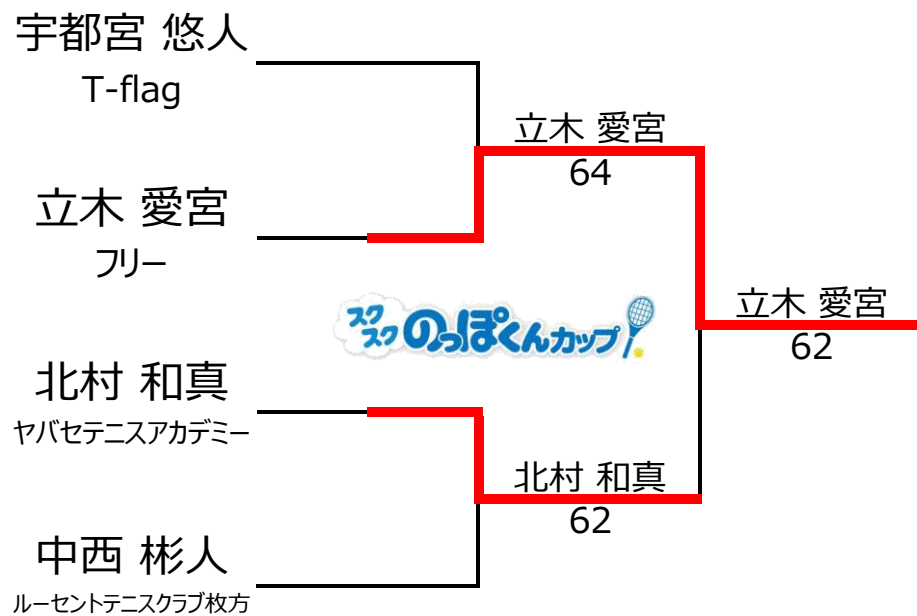 宇都宮 悠人
T-flag
立木 愛宮
64
立木 愛宮
フリー
スクスク のっぽくんカップ
立木 愛宮
62
北村 和真
ヤバセテニスアカデミー
北村 和真
62
中西 彬人
ルーセントテニスクラブ枚方